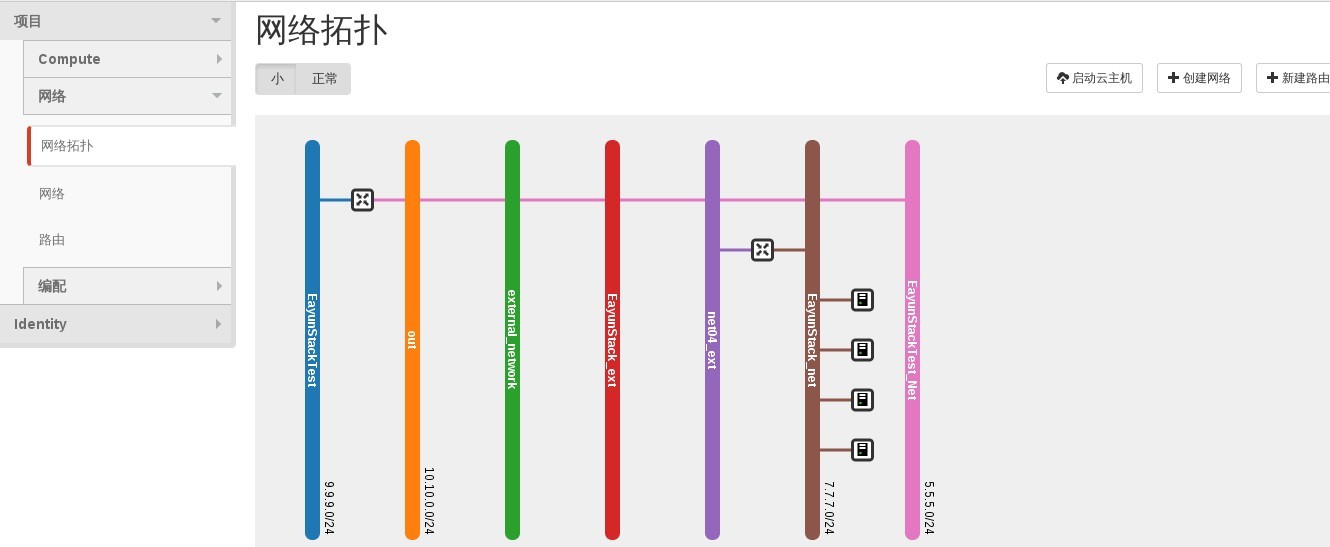 项目
Compute
网络
网络拓扑
网络
路由
编配
Identity
网络拓扑
小
正常
启动云主机
创建网络
新建路由
EayunStackTest
9.9.9.0/24
out
10.10.0.0/24
external_network
EayunStack_ext
net04_ext
EayunStack_net
7.7.7.0/24
EayunStackTest_Net
5.5.5.0/24